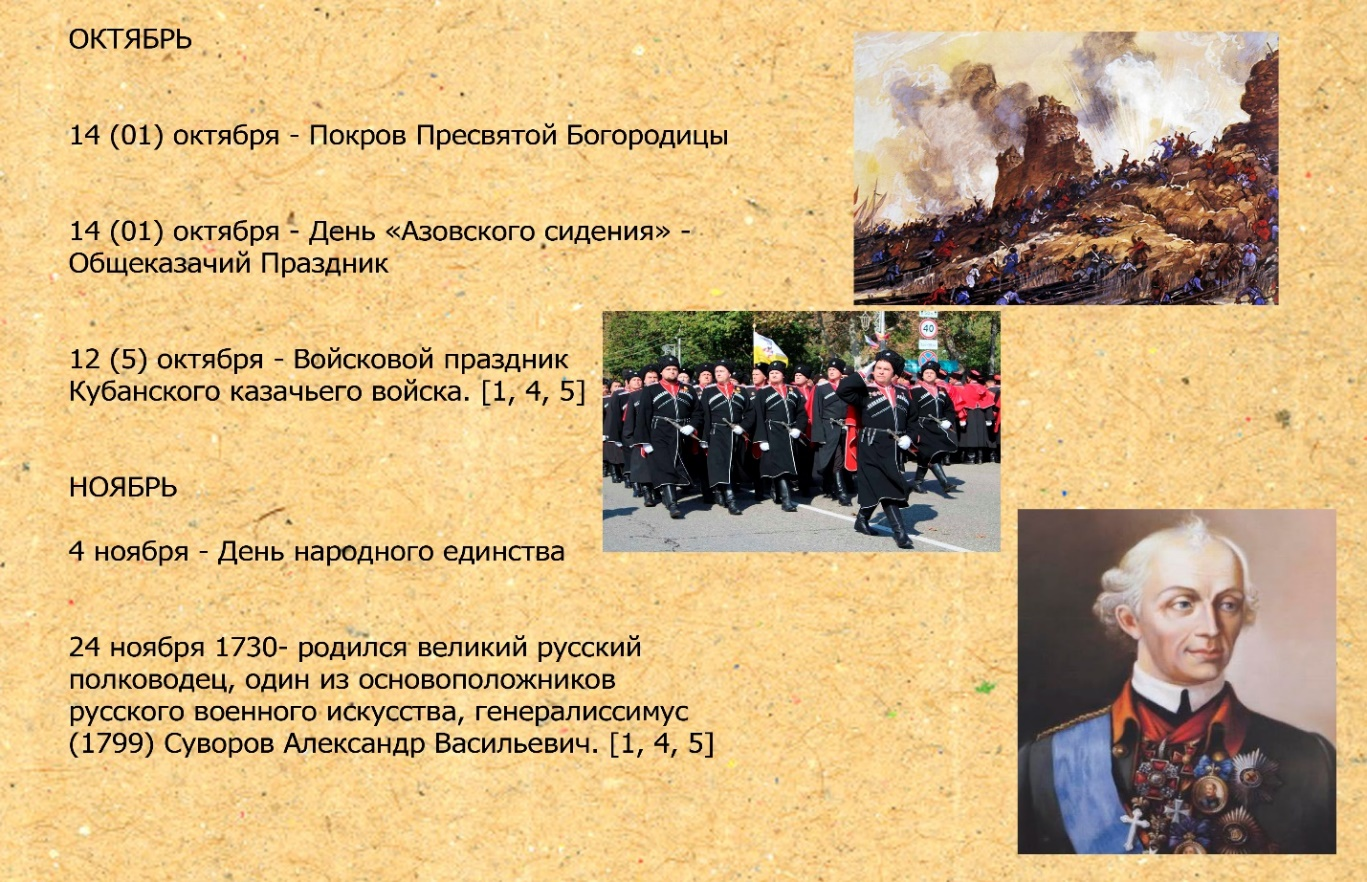 ОКТЯБРЬ
14 (01) октября - Покров Пресвятой Богородицы
14 (01) октября - День «Азовского сидения» -
Общеказачий Праздник
12 (5) октября - Войсковой праздник
Кубанского казачьего войска. [1, 4, 5]
40
НОЯБРЬ
4 ноября - День народного единства
24 ноября 1730- родился великий русский
полководец, один из основоположников
русского военного искусства, генералиссимус
(1799) Суворов Александр Васильевич. [1, 4, 5]